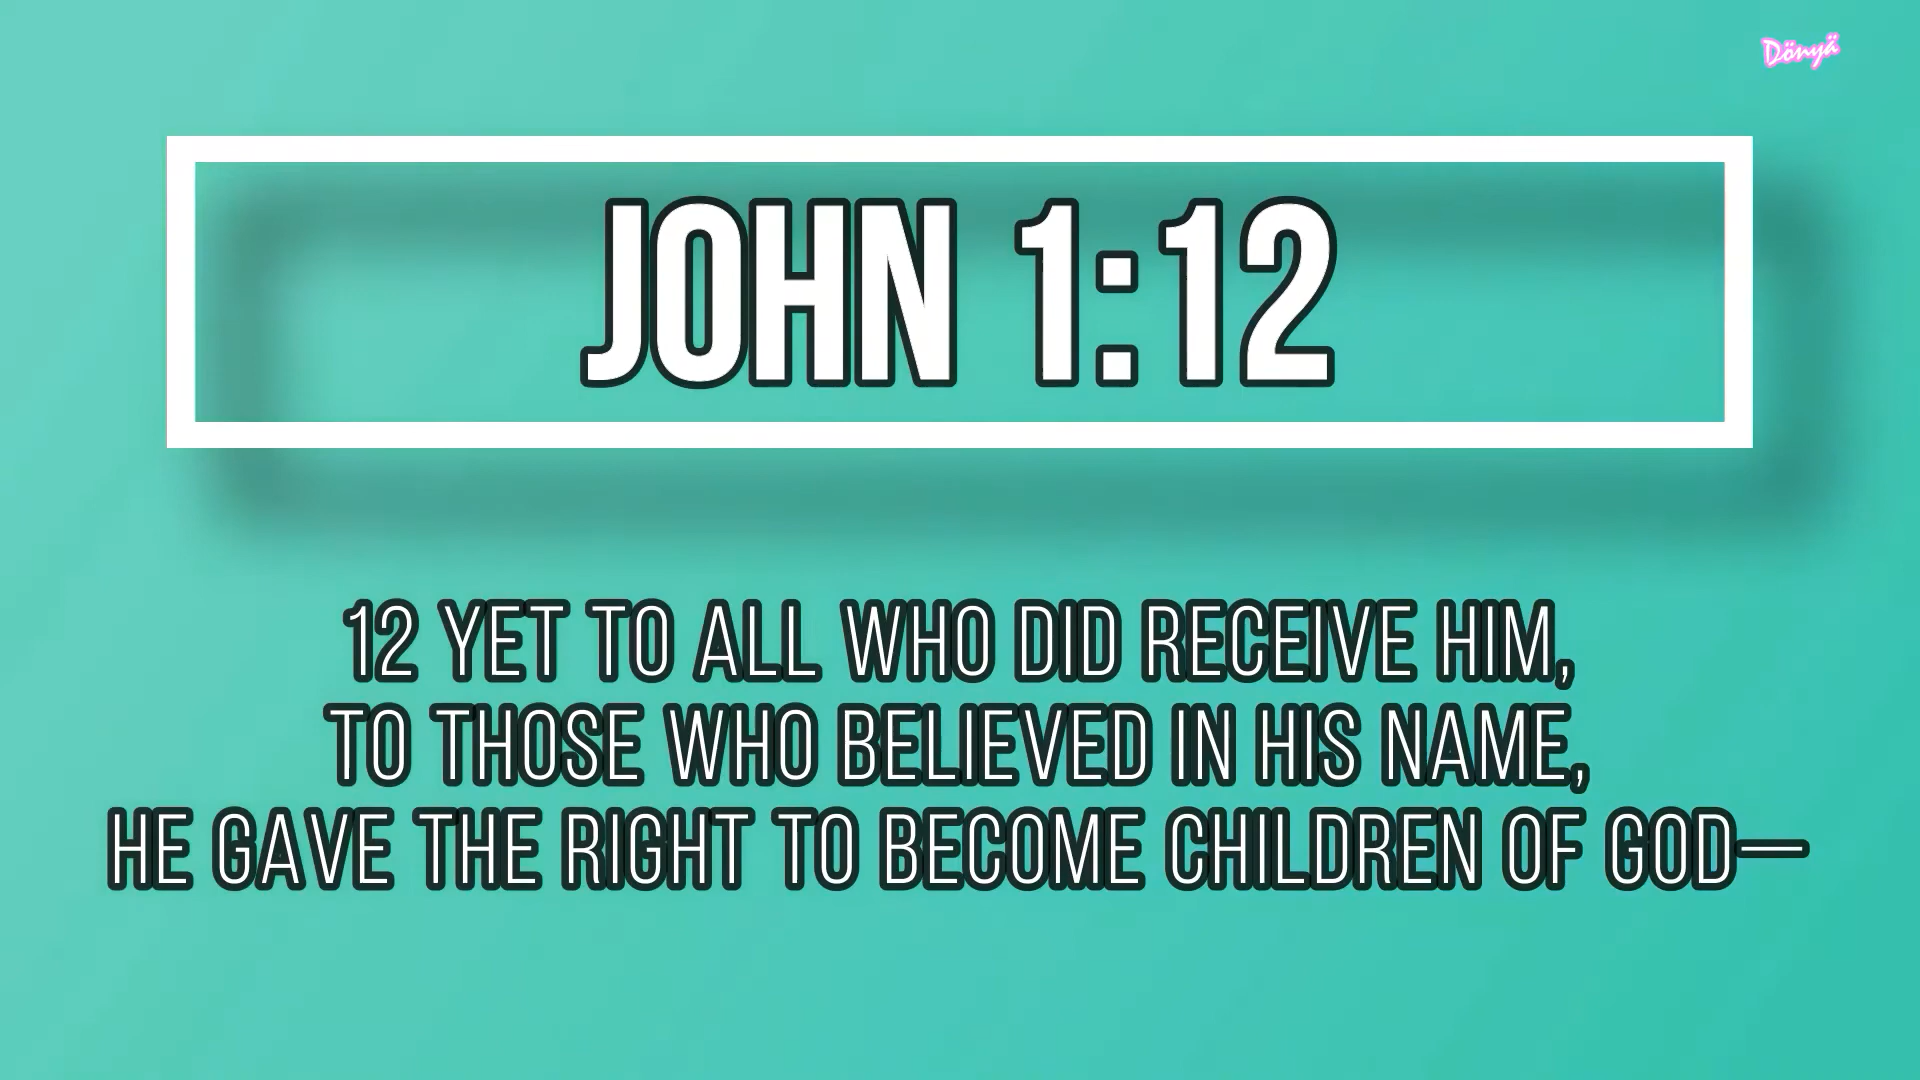 Dönyä
JOHN 1:12
12 YET TO ALL WHO DID RECEIVE HIM,
TO THOSE WHO BELIEVED IN HIS NAME,
HE GAVE THE RIGHT TO BECOME CHILDREN OF GOD—